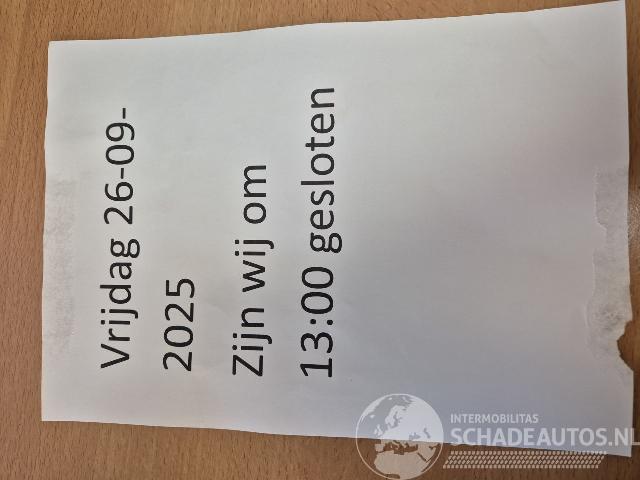 Vrijdag 26-09-
2025
Zijn wij om
13:00 gesloten
INTERMOBILITAS
SCHADEAUTOS.NL